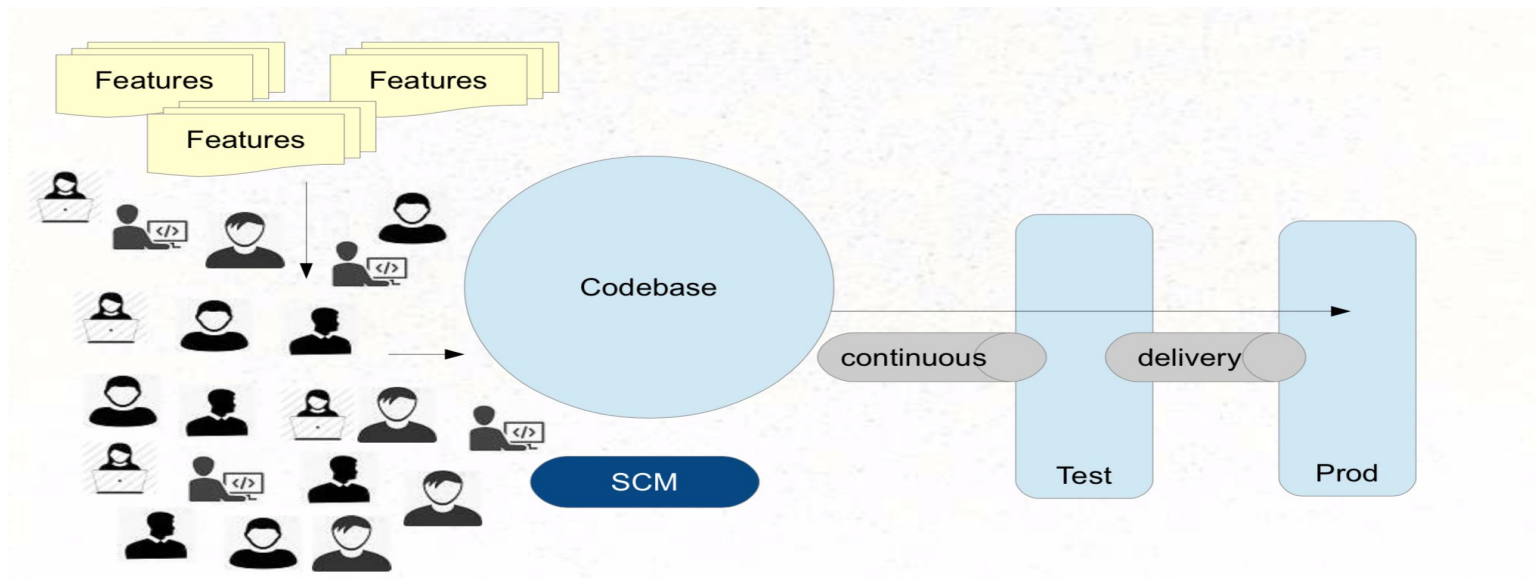 Features
Features
Features
Codebase
continuous
delivery
SCM
Test
Prod